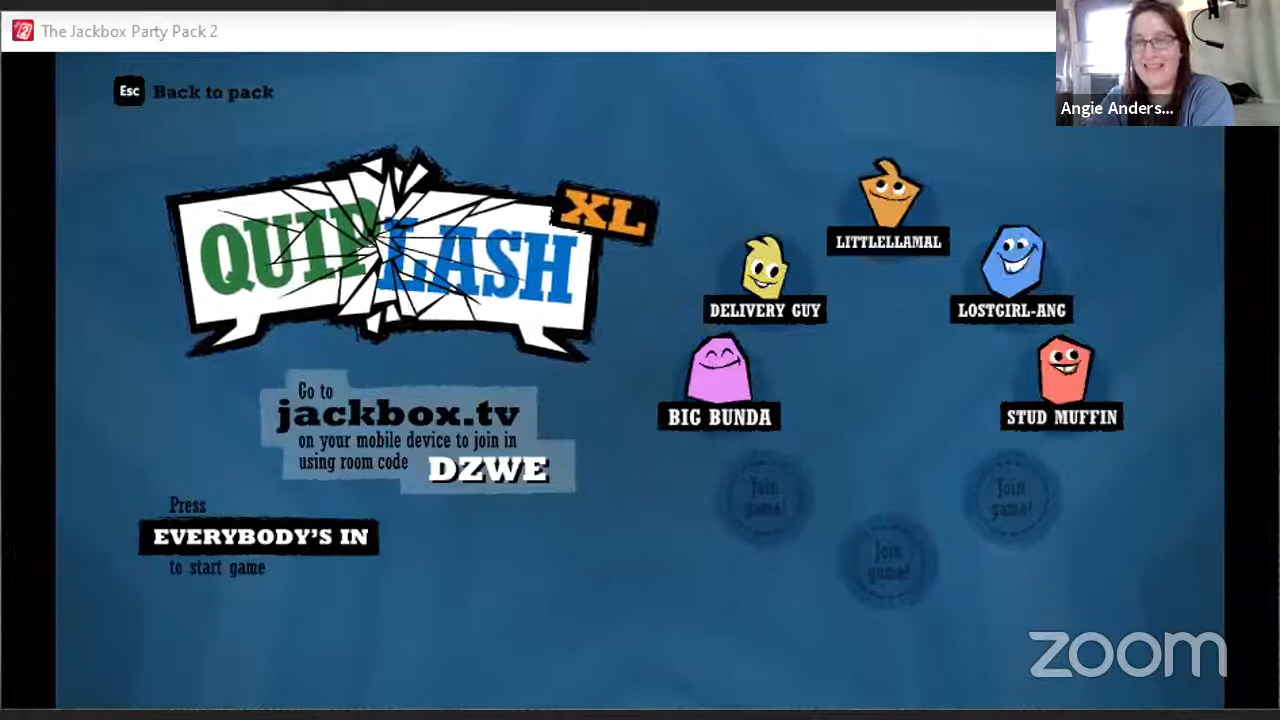 The Jackbox Party Pack 2
Angie Anders...
Esc Back to pack
QUIPLASH XL
LITTLELLAMAL
DELIVERY GUY
LOSTGIRL-ANG
BIG BUNDA
STUD MUFFIN
Go to
jackbox.tv
on your mobile device to join in
using room code DZWE
Join
game!
Join
game!
Join
game!
Press
EVERYBODY'S IN
to start game
zoom